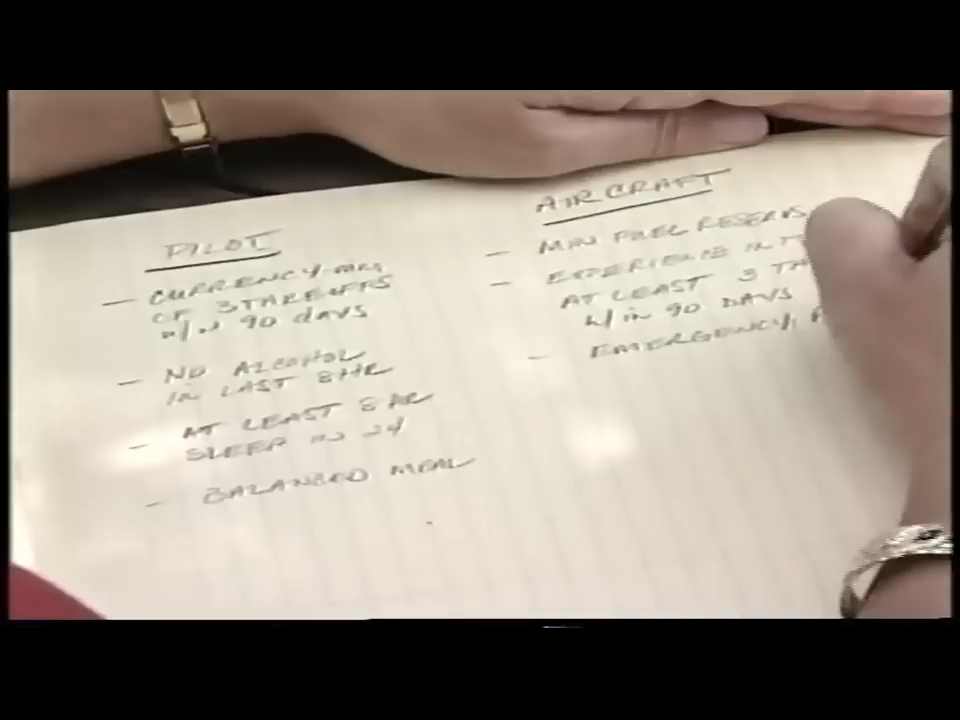 PILOT
— CURRENCY-min,
OF 3 TAKEOFFS
w/in 90 days
— NO ALCOHOL
in LAST 8HR
— AT LEAST 8 HR
SLEEP IN 24
— BALANCED MEAL
AIRCRAFT
— MIN FUEL RESERVS
— EXPERIENCE IN
AT LEAST 3
w/in 90 DAYS
— EMERGENCY,